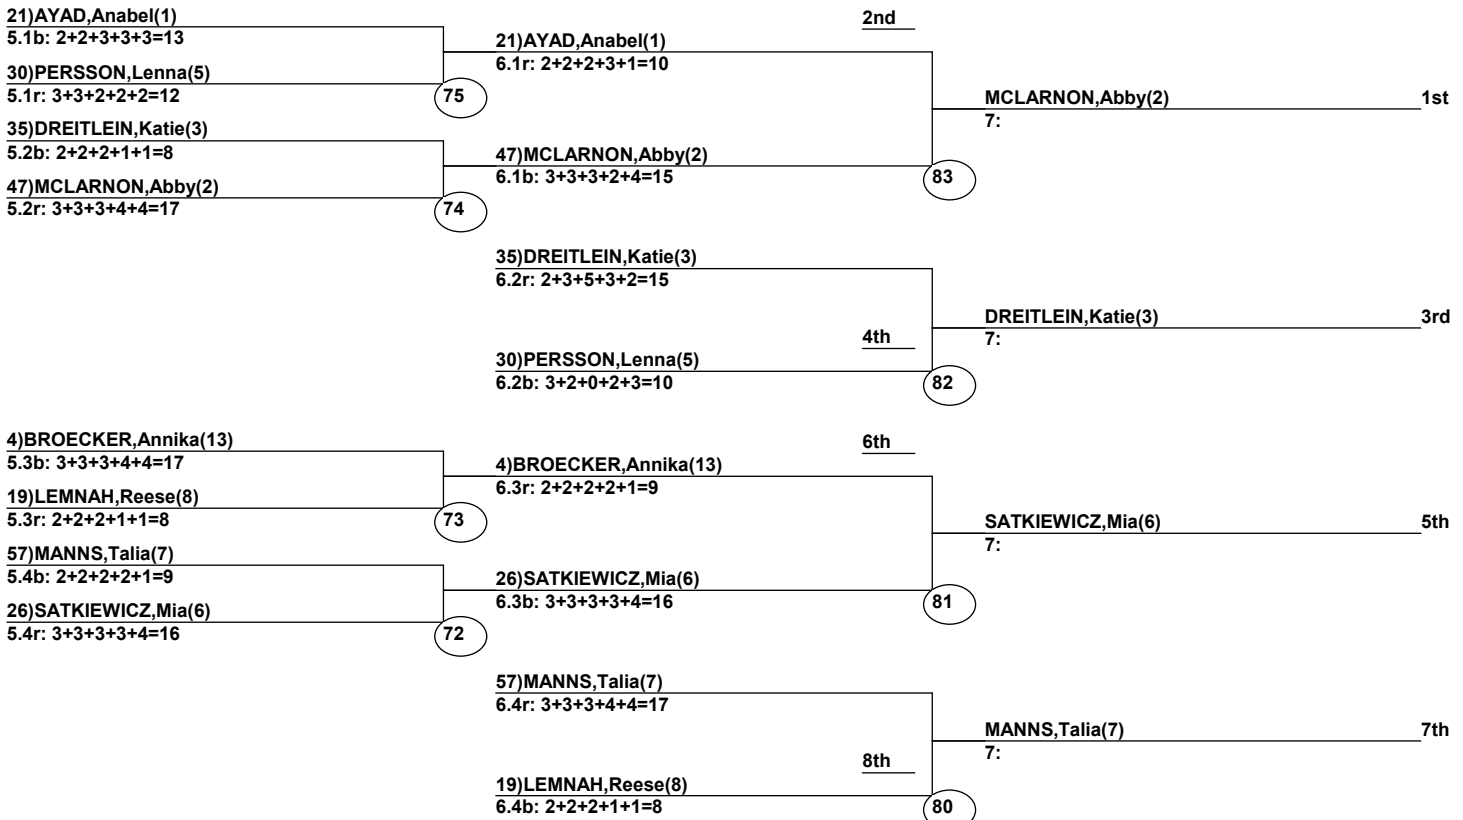 21)AYAD,Anabel(1)
5.1b: 2+2+3+3+3=13
30)PERSSON,Lenna(5)
5.1r: 3+3+2+2+2=12
75
35)DREITLEIN,Katie(3)
5.2b: 2+2+2+1+1=8
47)MCLARNON,Abby(2)
5.2r: 3+3+3+4+4=17
74
2nd
21)AYAD,Anabel(1)
6.1r: 2+2+2+3+1=10
47)MCLARNON,Abby(2)
6.1b: 3+3+3+2+4=15
83
MCLARNON,Abby(2) 1st
7:
35)DREITLEIN,Katie(3)
6.2r: 2+3+5+3+2=15
4th
30)PERSSON,Lenna(5)
6.2b: 3+2+0+2+3=10
82
DREITLEIN,Katie(3) 3rd
7:
4)BROECKER,Annika(13)
5.3b: 3+3+3+4+4=17
19)LEMNAH,Reese(8)
5.3r: 2+2+2+1+1=8
73
57)MANNS,Talia(7)
5.4b: 2+2+2+2+1=9
26)SATKIEWICZ,Mia(6)
5.4r: 3+3+3+3+4=16
72
6th
4)BROECKER,Annika(13)
6.3r: 2+2+2+2+1=9
26)SATKIEWICZ,Mia(6)
6.3b: 3+3+3+3+4=16
81
SATKIEWICZ,Mia(6) 5th
7:
57)MANNS,Talia(7)
6.4r: 3+3+3+4+4=17
8th
19)LEMNAH,Reese(8)
6.4b: 2+2+2+1+1=8
80
MANNS,Talia(7) 7th
7: